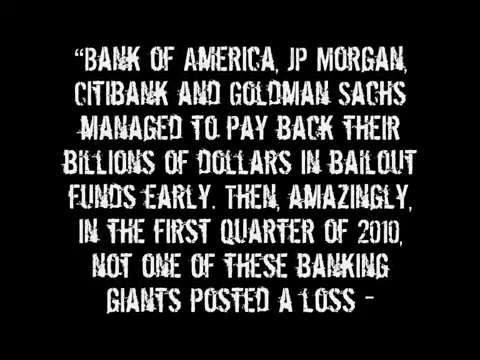 “BANK OF AMERICA, JP MORGAN,
CITIBANK AND GOLDMAN SACHS
MANAGED TO PAY BACK THEIR
BILLIONS OF DOLLARS IN BAILOUT
FUNDS EARLY. THEN, AMAZINGLY,
IN THE FIRST QUARTER OF 2010,
NOT ONE OF THESE BANKING
GIANTS POSTED A LOSS -